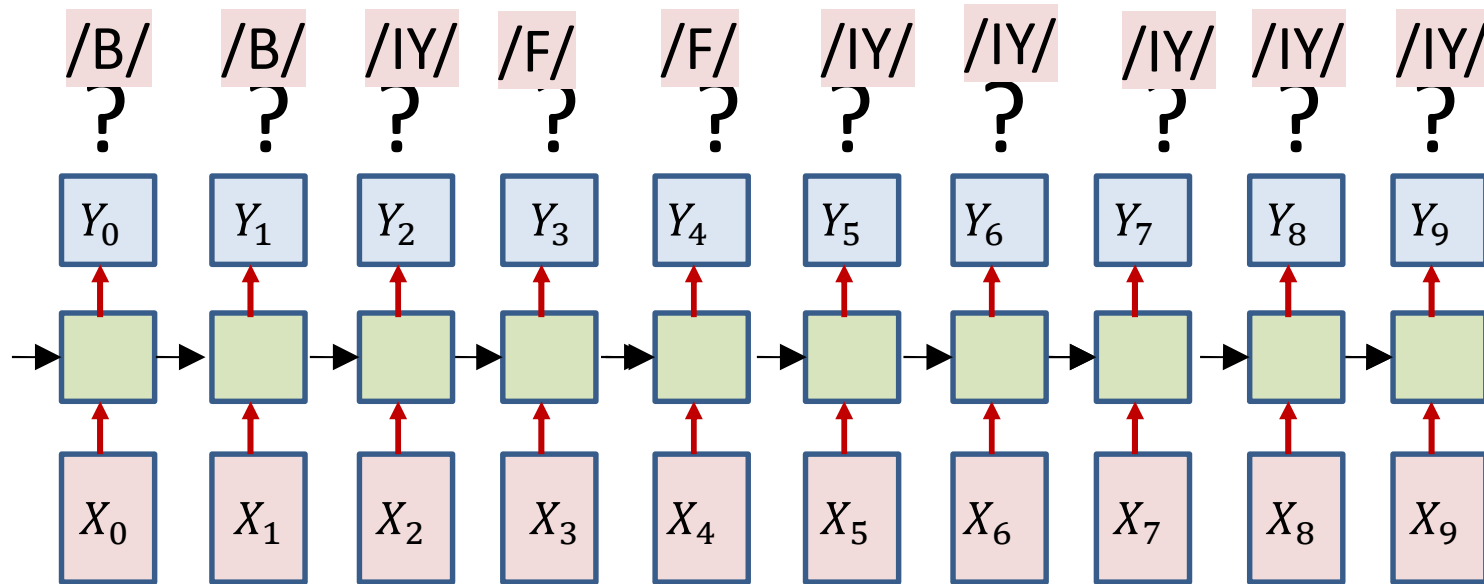 /B/ /B/ /IY/ /F/ /F/ /IY/ /IY/ /IY/ /IY/ /IY/
? ? ? ? ? ? ? ? ? ?
Y₀ Y₁ Y₂ Y₃ Y₄ Y₅ Y₆ Y₇ Y₈ Y₉
X₀ X₁ X₂ X₃ X₄ X₅ X₆ X₇ X₈ X₉